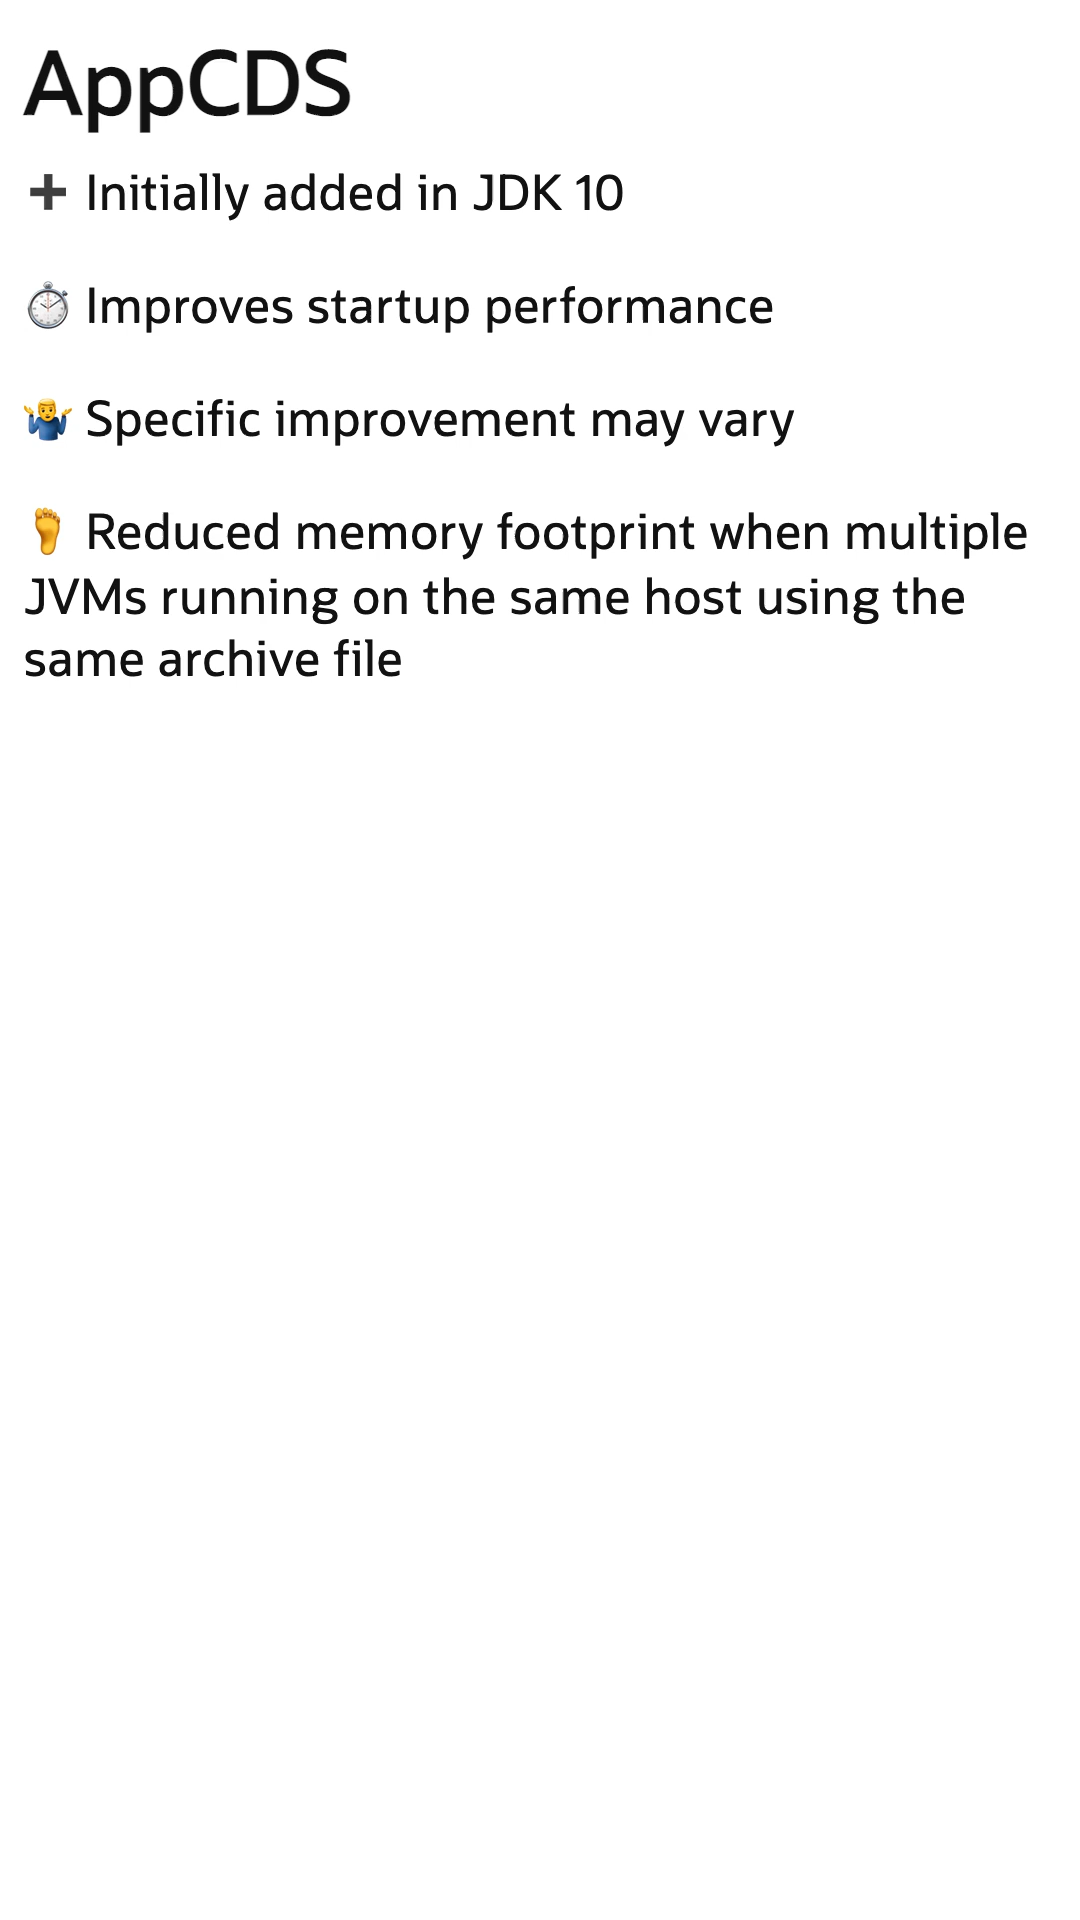 AppCDS
➕ Initially added in JDK 10
⏱️ Improves startup performance
🤷‍♂️ Specific improvement may vary
🦶 Reduced memory footprint when multiple
JVMs running on the same host using the
same archive file